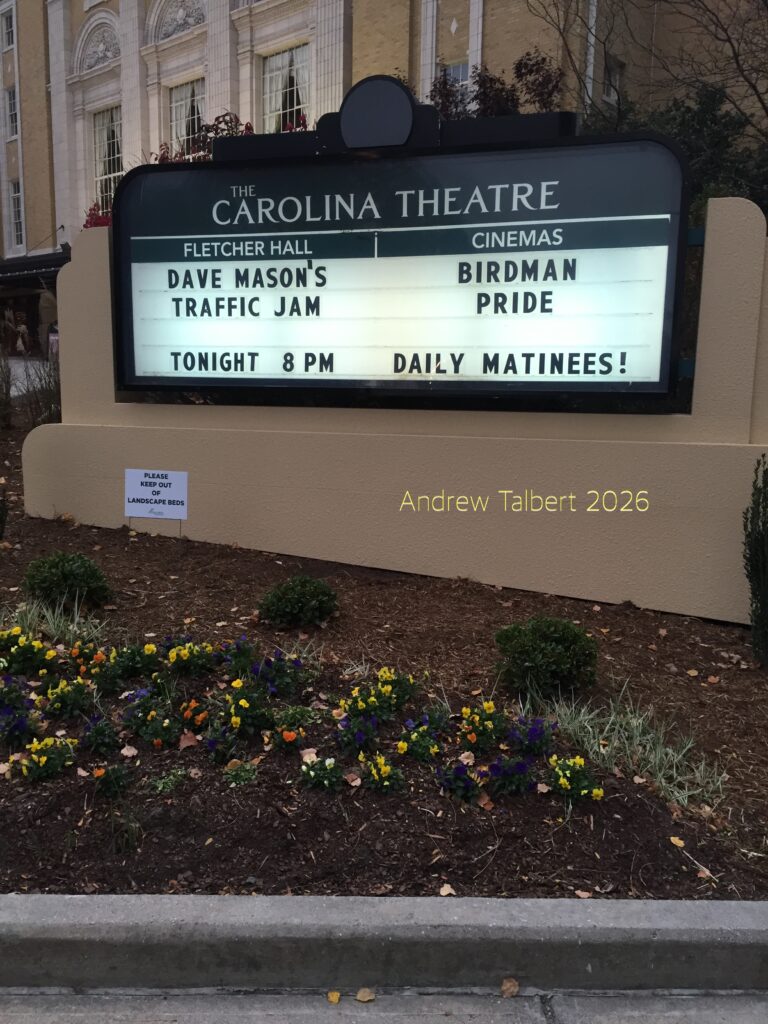 THE
CAROLINA THEATRE
FLETCHER HALL
DAVE MASON'S
TRAFFIC JAM
TONIGHT 8 PM
CINEMAS
BIRDMAN
PRIDE
DAILY MATINEES!
PLEASE
KEEP OUT
OF
LANDSCAPE BEDS
Andrew Talbert 2026